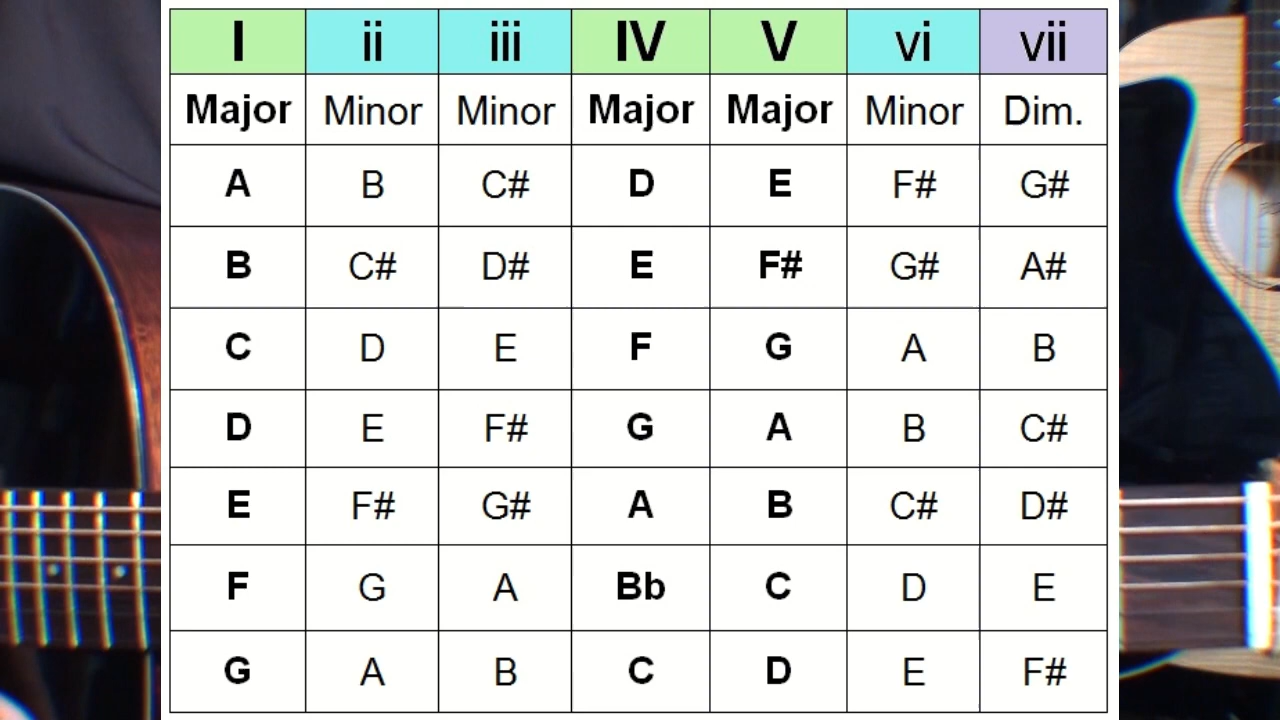 I ii iii IV V vi vii
Major Minor Minor Major Major Minor Dim.
A B C# D E F# G#
B C# D# E F# G# A#
C D E F G A B
D E F# G A B C#
E F# G# A B C# D#
F G A Bb C D E
G A B C D E F#